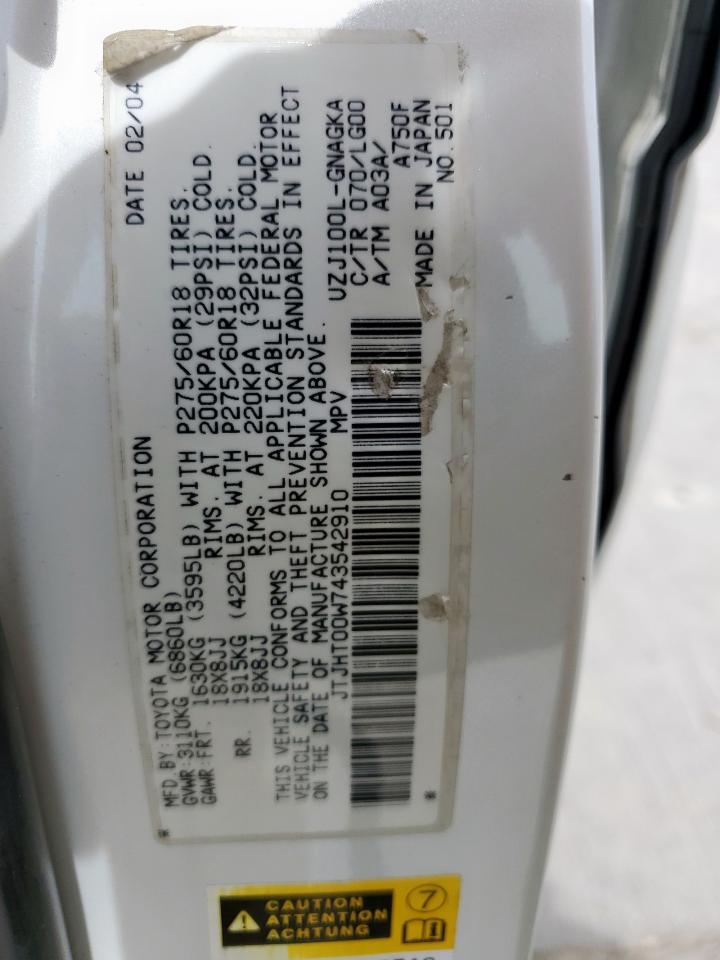 MFD.BY:TOYOTA MOTOR CORPORATION DATE 02/04
GVWR:3110KG (6860LB)
GAWR:FRT. 1630KG (3595LB) WITH P275/60R18 TIRES.
18X8JJ RIMS. AT 200KPA (29PSI) COLD.
RR. 1915KG (4220LB) WITH P275/60R18 TIRES.
18X8JJ RIMS. AT 220KPA (32PSI) COLD.
THIS VEHICLE CONFORMS TO ALL APPLICABLE FEDERAL MOTOR
VEHICLE SAFETY AND THEFT PREVENTION STANDARDS IN EFFECT
ON THE DATE OF MANUFACTURE SHOWN ABOVE.
JTJHT00W743542910 MPV UZJ100L-GNAGKA
C/TR 070/LG00
A/TM A03A/
A750F
* * MADE IN JAPAN
NO.501
CAUTION
ATTENTION
ACHTUNG
7